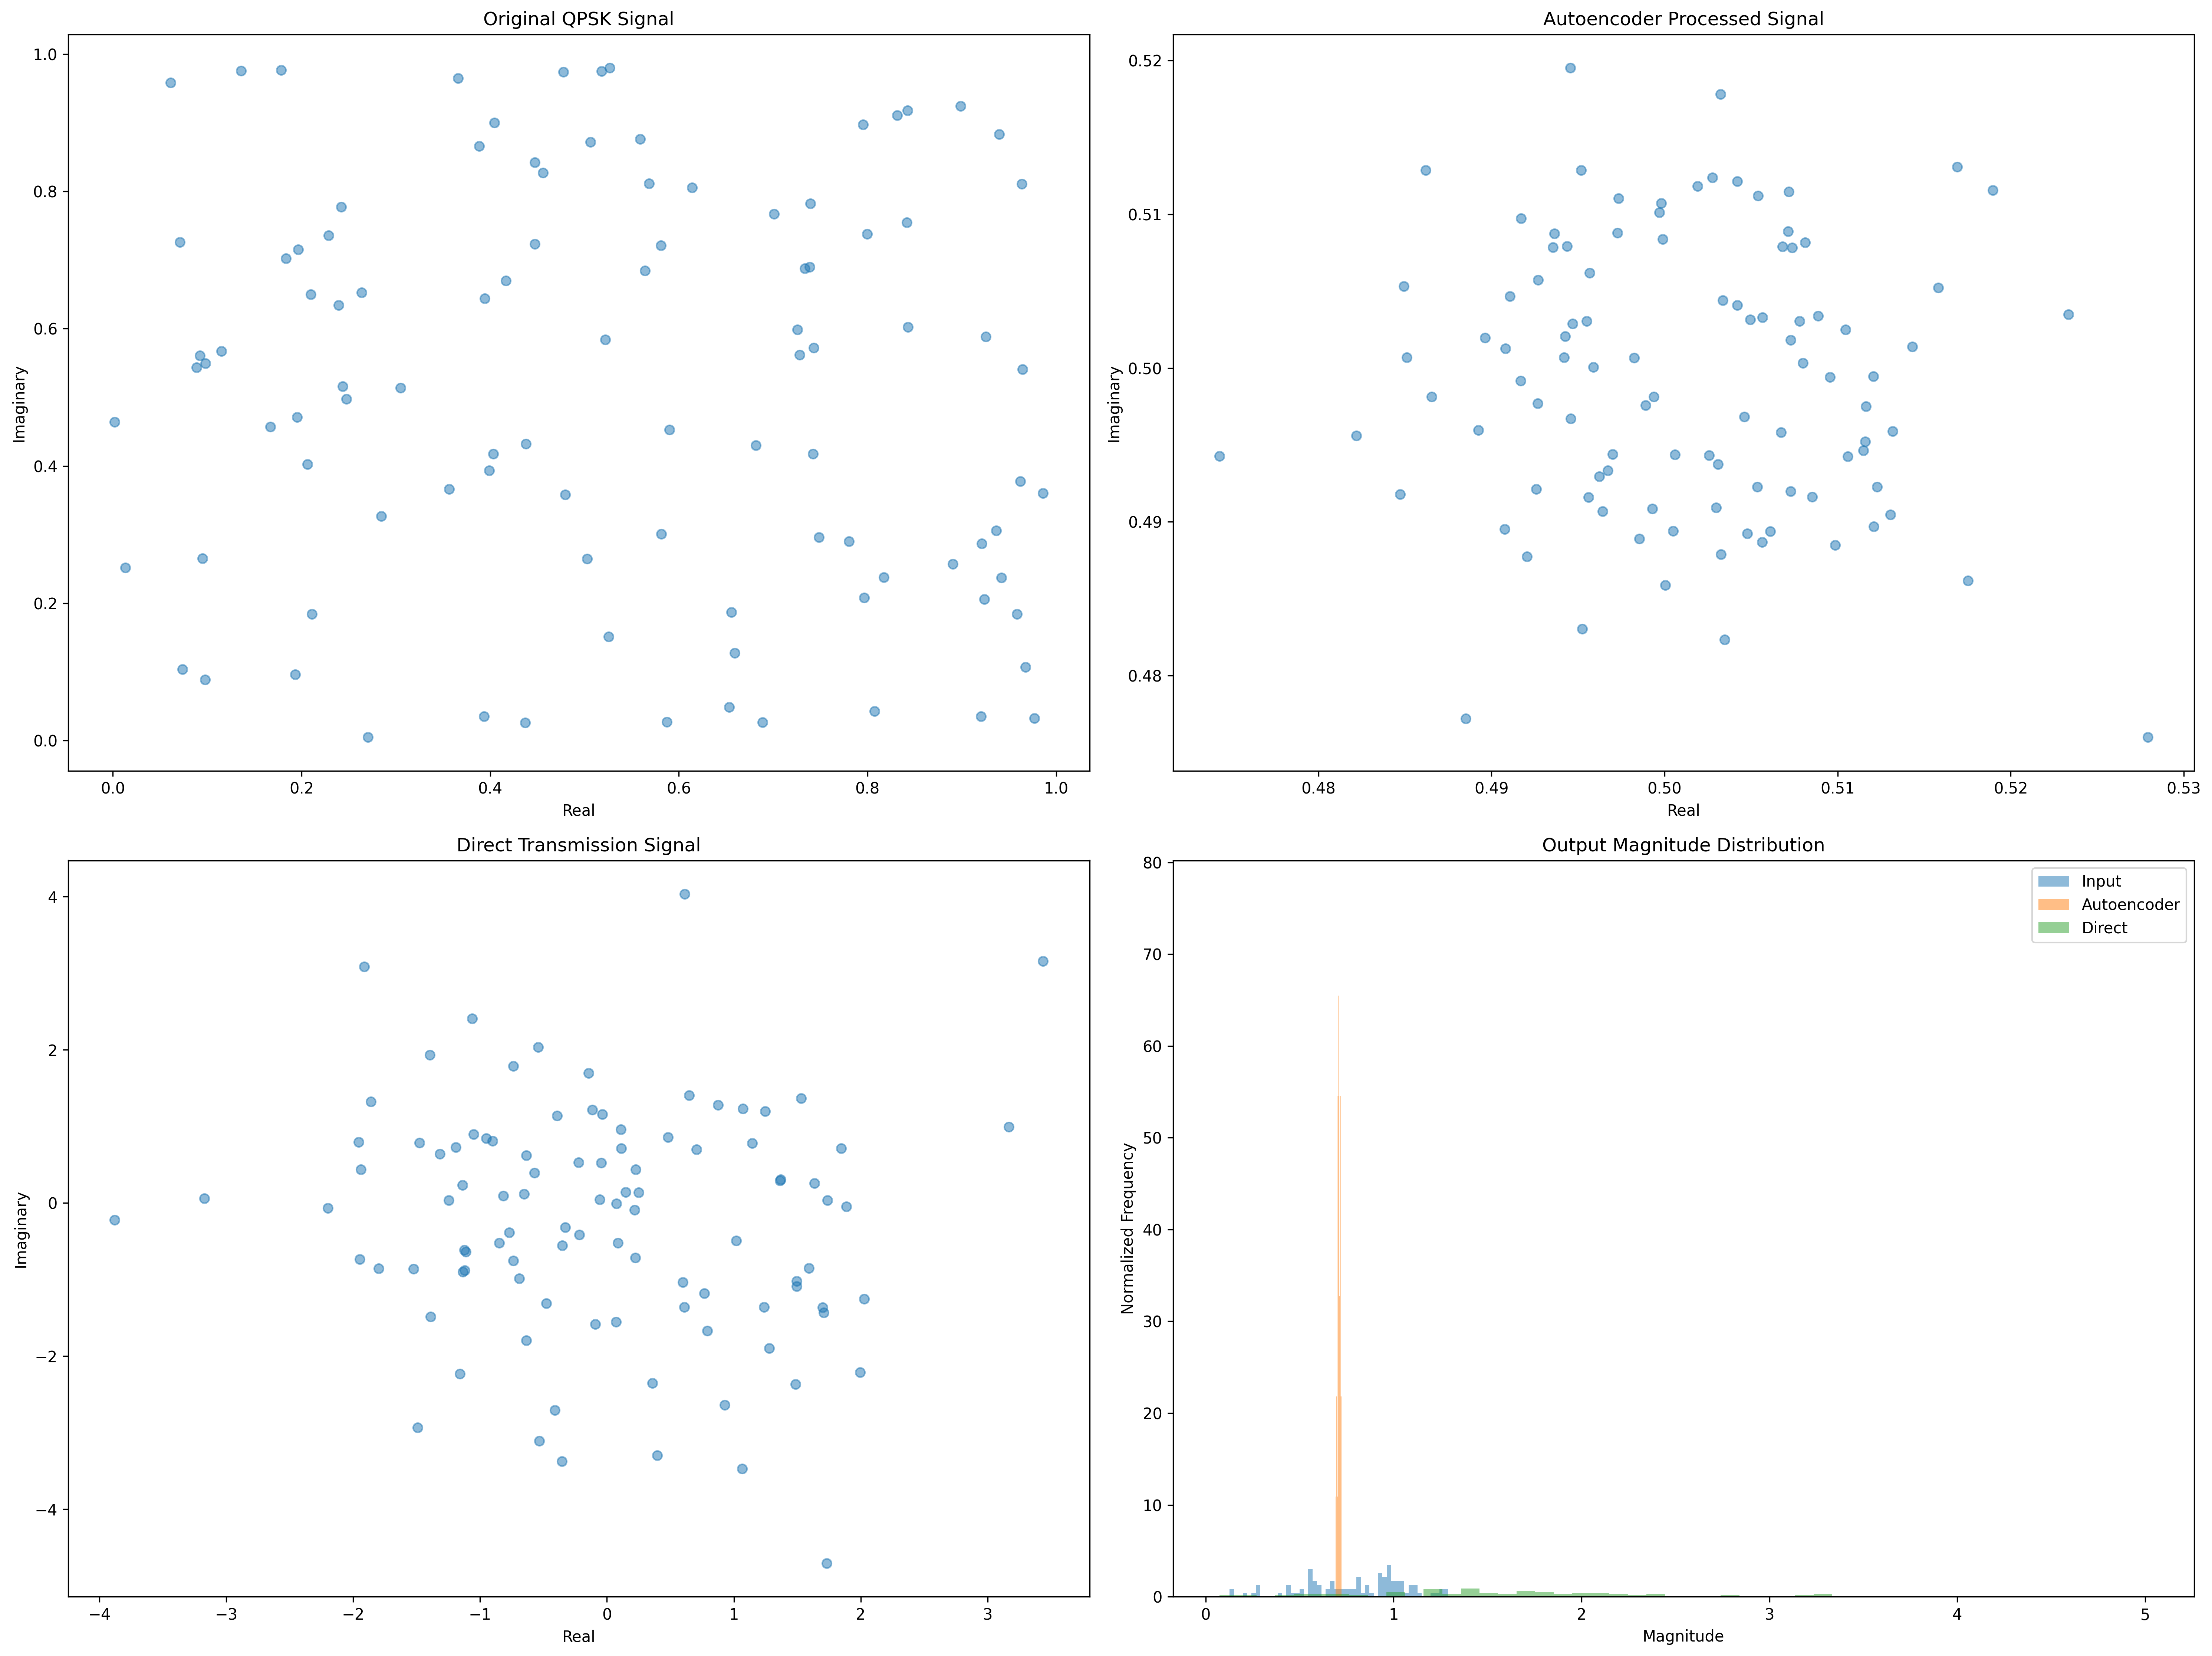 Original QPSK Signal
1.0
0.8
0.6
0.4
0.2
0.0
Imaginary
0.0 0.2 0.4 0.6 0.8 1.0
Real
Autoencoder Processed Signal
0.52
0.51
0.50
0.49
0.48
Imaginary
0.48 0.49 0.50 0.51 0.52 0.53
Real
Direct Transmission Signal
4
2
0
−2
−4
Imaginary
−4 −3 −2 −1 0 1 2 3
Real
Output Magnitude Distribution
80
70
60
50
40
30
20
10
0
Normalized Frequency
Input
Autoencoder
Direct
0 1 2 3 4 5
Magnitude